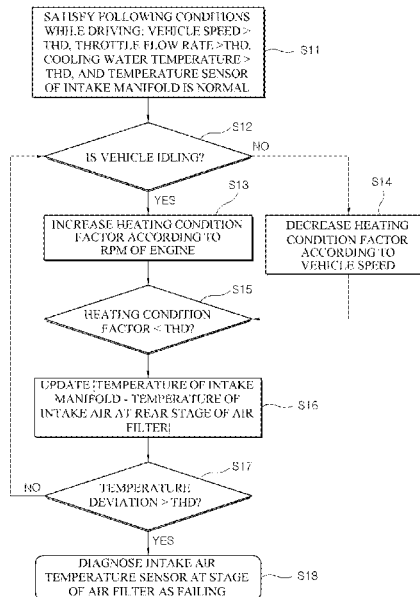 SATISFY FOLLOWING CONDITIONS
WHILE DRIVING: VEHICLE SPEED >
THD, THROTTLE FLOW RATE >THD,
COOLING WATER TEMPERATURE >
THD, AND TEMPERATURE SENSOR
OF INTAKE MANIFOLD IS NORMAL
S11
S12
IS VEHICLE IDLING?
NO
YES
S13
S14
INCREASE HEATING CONDITION
FACTOR ACCORDING TO
RPM OF ENGINE
DECREASE HEATING
CONDITION FACTOR
ACCORDING TO
VEHICLE SPEED
S15
HEATING CONDITION
FACTOR < THD?
UPDATE |TEMPERATURE OF INTAKE
MANIFOLD - TEMPERATURE OF
INTAKE AIR AT REAR STAGE OF AIR
FILTER|
S16
S17
NO
TEMPERATURE
DEVIATION > THD?
YES
DIAGNOSE INTAKE AIR
TEMPERATURE SENSOR AT STAGE
OF AIR FILTER AS FAILING
S18